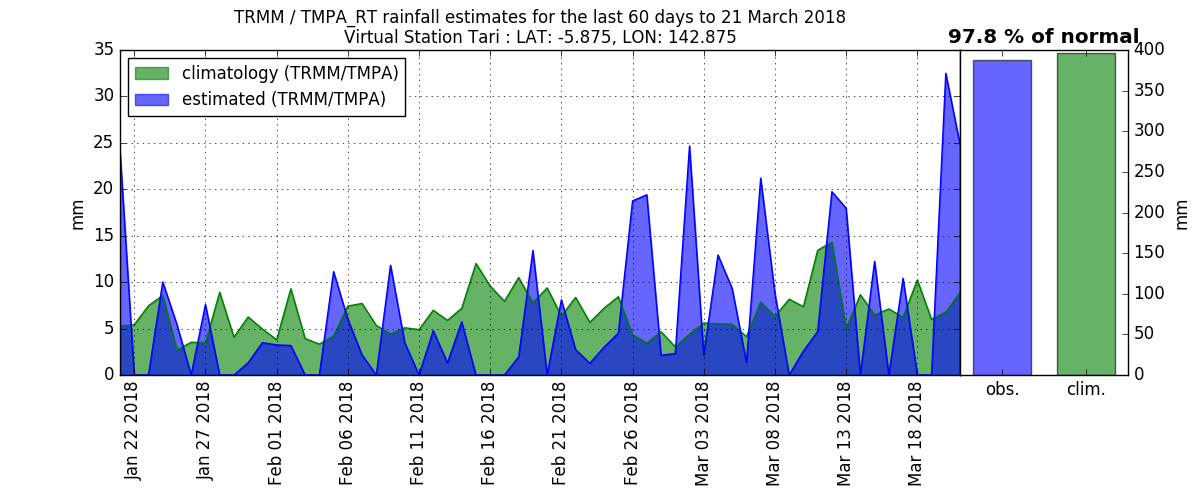 TRMM / TMPA_RT rainfall estimates for the last 60 days to 21 March 2018
Virtual Station Tari : LAT: -5.875, LON: 142.875
97.8 % of normal
climatology (TRMM/TMPA)
estimated (TRMM/TMPA)
mm
35
30
25
20
15
10
5
0
Jan 22 2018
Jan 27 2018
Feb 01 2018
Feb 06 2018
Feb 11 2018
Feb 16 2018
Feb 21 2018
Feb 26 2018
Mar 03 2018
Mar 08 2018
Mar 13 2018
Mar 18 2018
obs.
clim.
400
350
300
250
200
150
100
50
0
mm